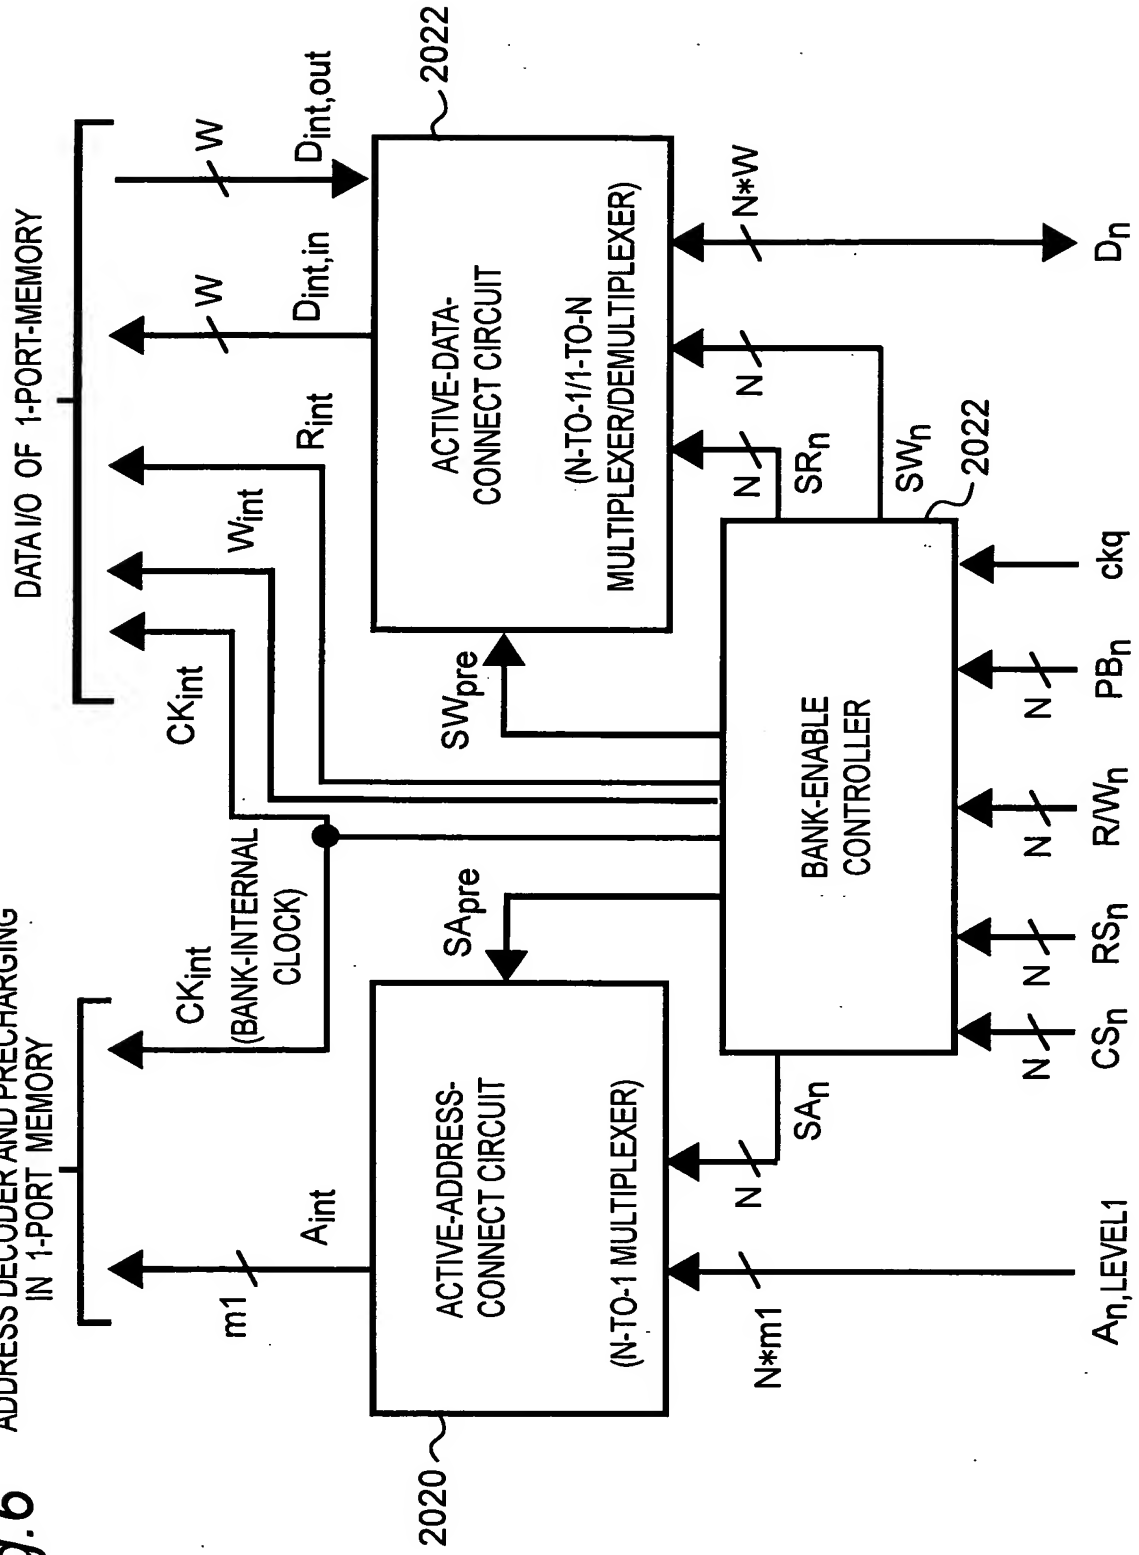 g.6
ADDRESS DECODER AND PRECHARGING
IN 1-PORT MEMORY
DATA I/O OF 1-PORT-MEMORY
m1
Aint
CKint
(BANK-INTERNAL
CLOCK)
CKint
Wint
Rint
W
Dint,in
W
Dint,out
2020
ACTIVE-ADDRESS-
CONNECT CIRCUIT
(N-TO-1 MULTIPLEXER)
SApre
SWpre
ACTIVE-DATA-
CONNECT CIRCUIT
(N-TO-1/1-TO-N
MULTIPLEXER/DEMULTIPLEXER)
2022
N*m1
N
SAn
BANK-ENABLE
CONTROLLER
N
SRn
N
SWn
2022
N*W
N
N
N
N
An,LEVEL1
CSn
RSn
R/Wn
PBn
ckq
Dn